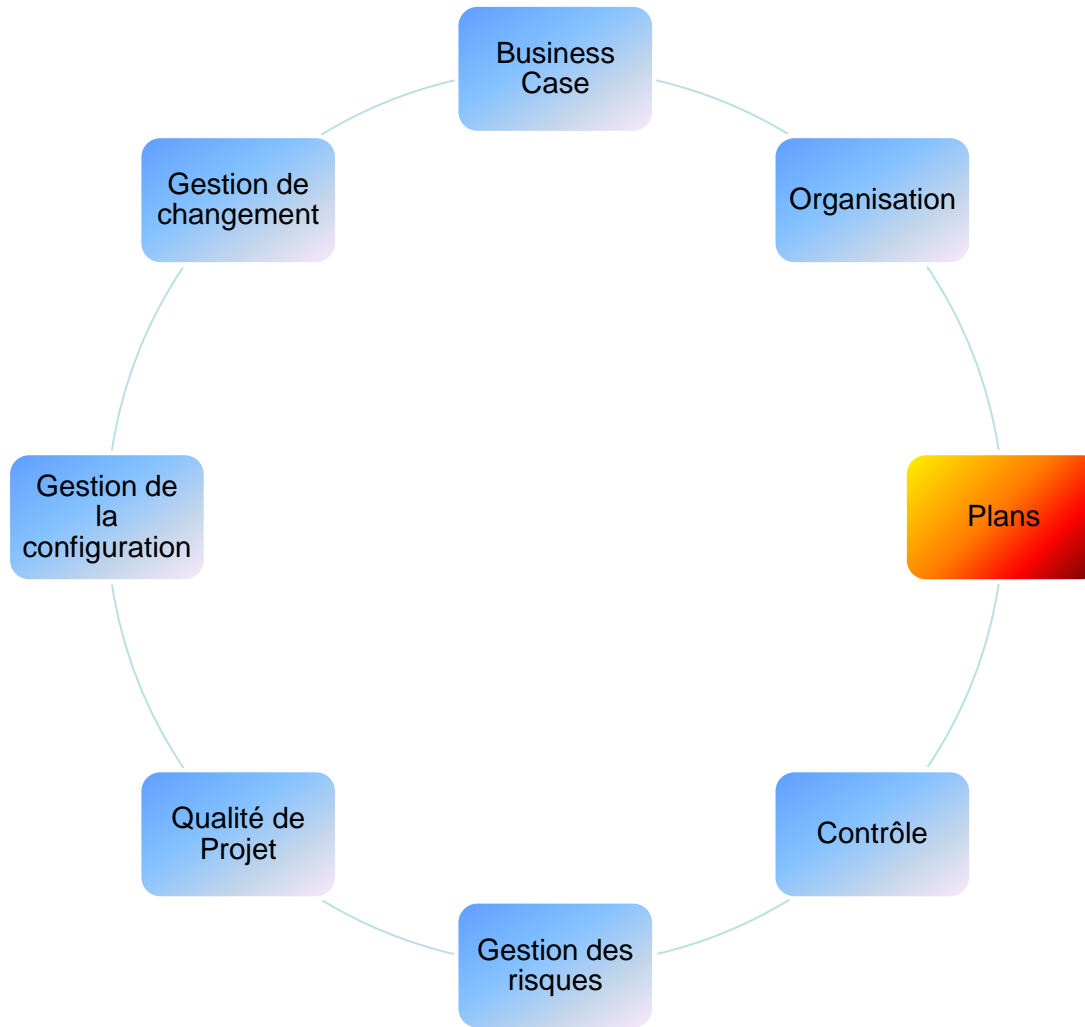 Business
Case
Organisation
Plans
Contrôle
Gestion des
risques
Qualité de
Projet
Gestion de
la
configuration
Gestion de
changement